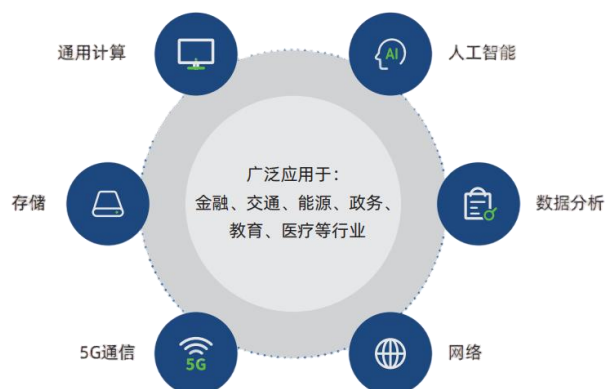 通用计算
人工智能
AI
广泛应用于：
金融、交通、能源、政务、
教育、医疗等行业
存储
数据分析
5G通信
5G
网络